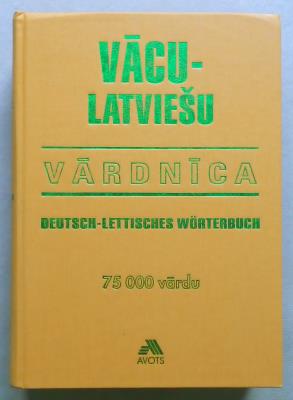 VĀCU-
LATVIEŠU
VĀRDNĪCA
DEUTSCH-LETTISCHES WÖRTERBUCH
75 000 vārdu
AVOTS